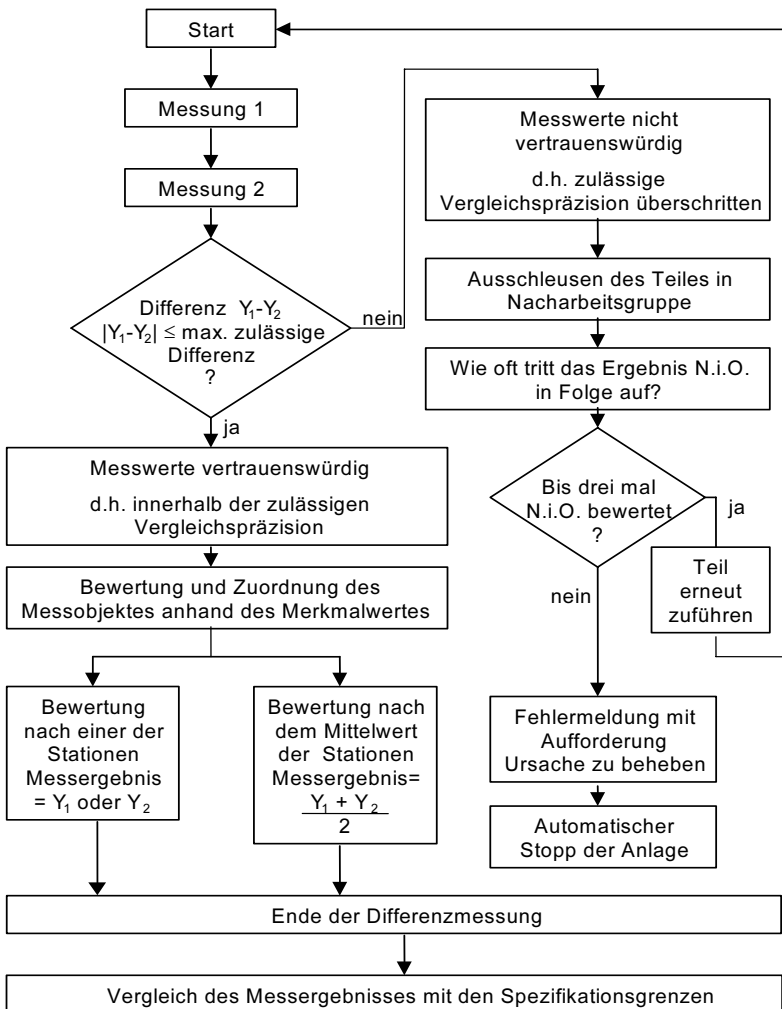 Start
Messung 1
Messung 2
Differenz Y₁-Y₂
|Y₁-Y₂| ≤ max. zulässige
Differenz
?
nein
ja
Messwerte vertrauenswürdig
d.h. innerhalb der zulässigen
Vergleichspräzision
Bewertung und Zuordnung des
Messobjektes anhand des Merkmalwertes
Bewertung
nach einer der
Stationen
Messergebnis
= Y₁ oder Y₂
Bewertung nach
dem Mittelwert
der Stationen
Messergebnis=
Y₁ + Y₂
2
Messwerte nicht
vertrauenswürdig
d.h. zulässige
Vergleichspräzision überschritten
Ausschleusen des Teiles in
Nacharbeitsgruppe
Wie oft tritt das Ergebnis N.i.O.
in Folge auf?
Bis drei mal
N.i.O. bewertet
?
ja
Teil
erneut
zuführen
nein
Fehlermeldung mit
Aufforderung
Ursache zu beheben
Automatischer
Stopp der Anlage
Ende der Differenzmessung
Vergleich des Messergebnisses mit den Spezifikationsgrenzen